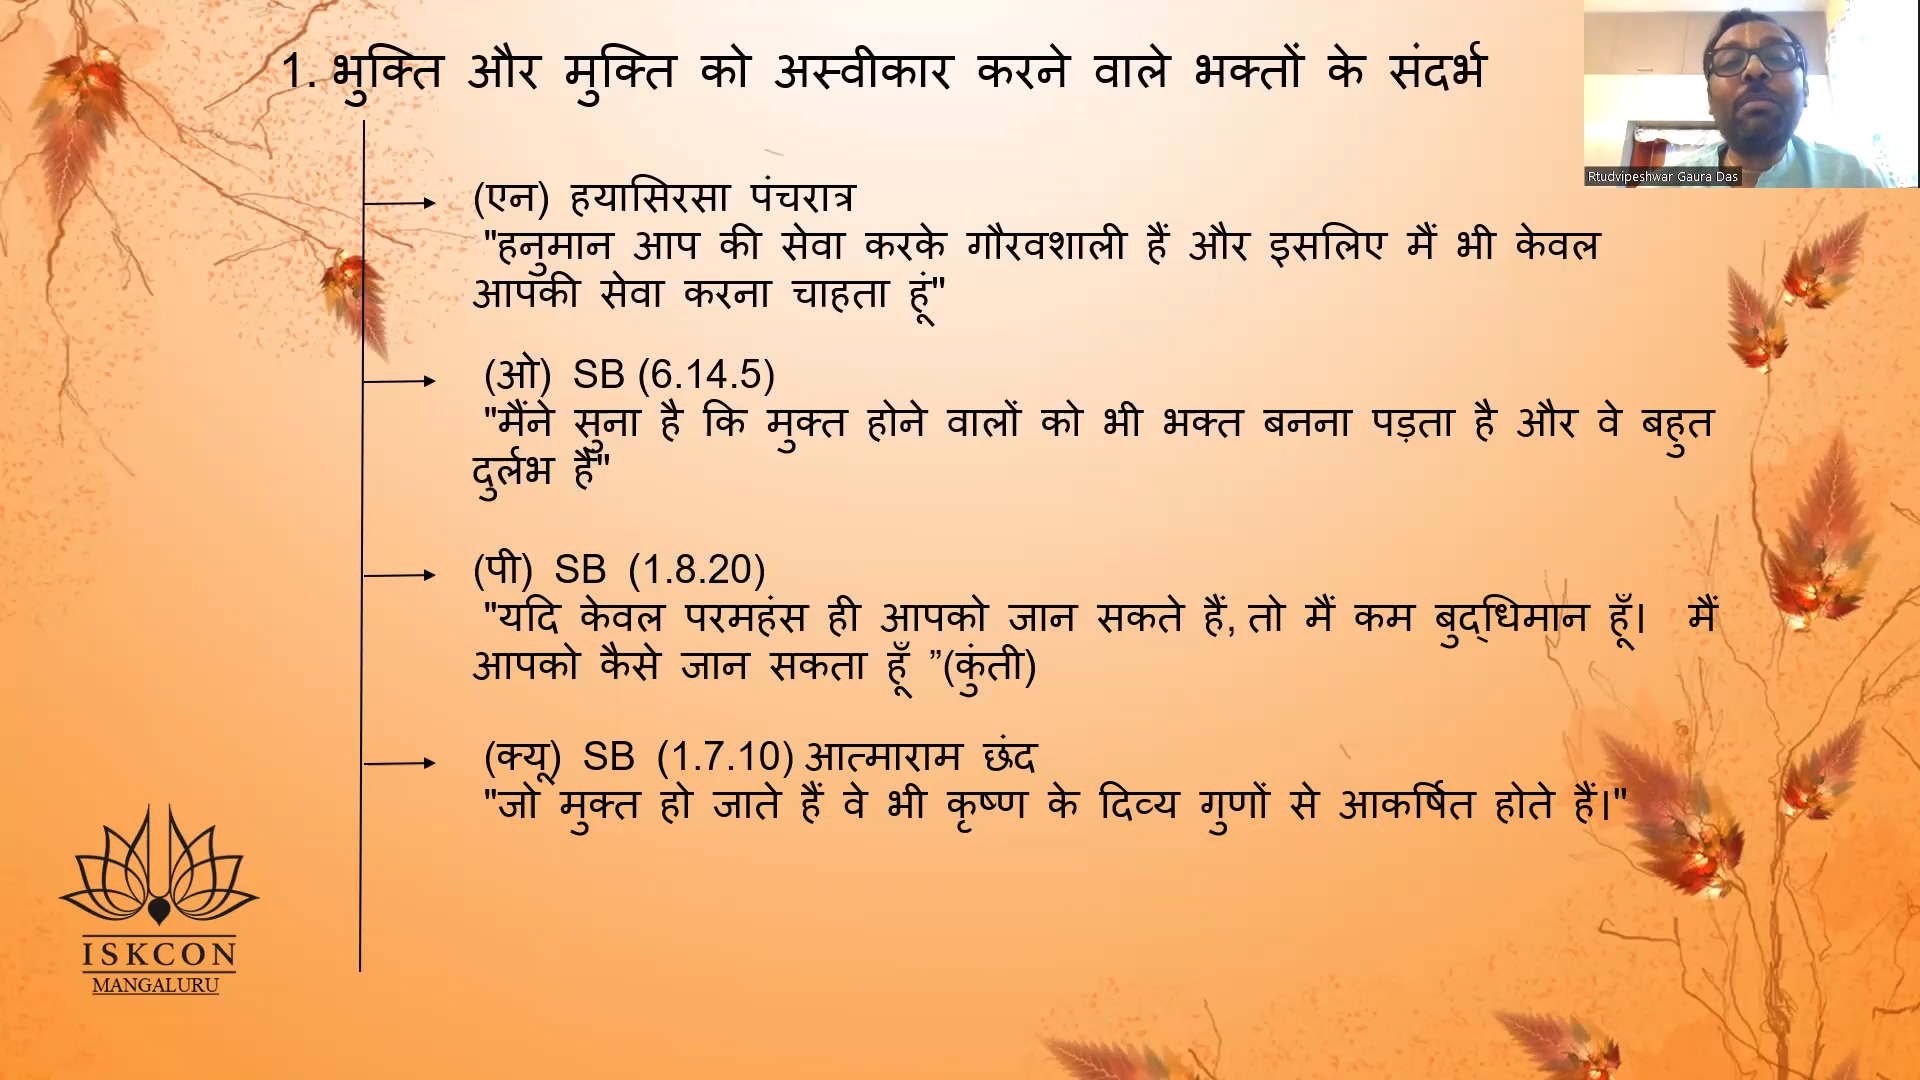 1. भुक्ति और मुक्ति को अस्वीकार करने वाले भक्तों के संदर्भ
Rtudvipeshwar Gaura Das
(एन) हयासिरसा पंचरात्र
"हनुमान आप की सेवा करके गौरवशाली हैं और इसलिए मैं भी केवल
आपकी सेवा करना चाहता हूं"
(ओ) SB (6.14.5)
"मैंने सुना है कि मुक्त होने वालों को भी भक्त बनना पड़ता है और वे बहुत
दुर्लभ हैं"
(पी) SB (1.8.20)
"यदि केवल परमहंस ही आपको जान सकते हैं, तो मैं कम बुद्धिमान हूँ। मैं
आपको कैसे जान सकता हूँ ”(कुंती)
(क्यू) SB (1.7.10) आत्माराम छंद
"जो मुक्त हो जाते हैं वे भी कृष्ण के दिव्य गुणों से आकर्षित होते हैं।"
ISKCON
MANGALURU